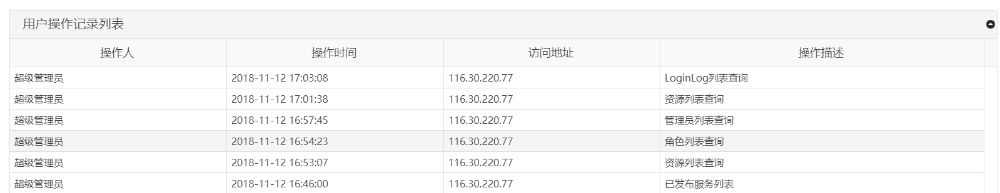 用户操作记录列表
操作人 操作时间 访问地址 操作描述
超级管理员 2018-11-12 17:03:08 116.30.220.77 LoginLog列表查询
超级管理员 2018-11-12 17:01:38 116.30.220.77 资源列表查询
超级管理员 2018-11-12 16:57:45 116.30.220.77 管理员列表查询
超级管理员 2018-11-12 16:54:23 116.30.220.77 角色列表查询
超级管理员 2018-11-12 16:53:07 116.30.220.77 资源列表查询
超级管理员 2018-11-12 16:46:00 116.30.220.77 已发布服务列表